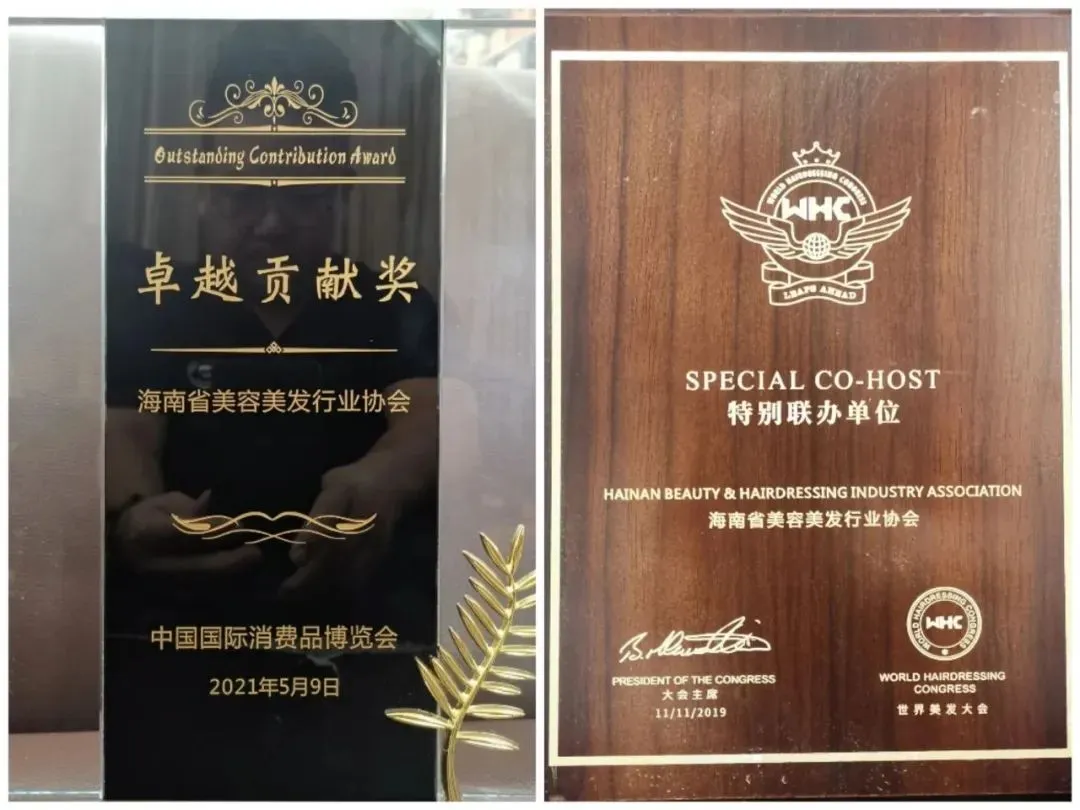 Outstanding Contribution Award
卓越贡献奖
海南省美容美发行业协会
中国国际消费品博览会
2021年5月9日
WORLD HAIRDRESSING CONGRESS
WHC
LEAPS AHEAD
SPECIAL CO-HOST
特别联办单位
HAINAN BEAUTY & HAIRDRESSING INDUSTRY ASSOCIATION
海南省美容美发行业协会
PRESIDENT OF THE CONGRESS
大会主席
11/11/2019
WORLD HAIRDRESSING CONGRESS
WHC
WORLD HAIRDRESSING
CONGRESS
世界美发大会